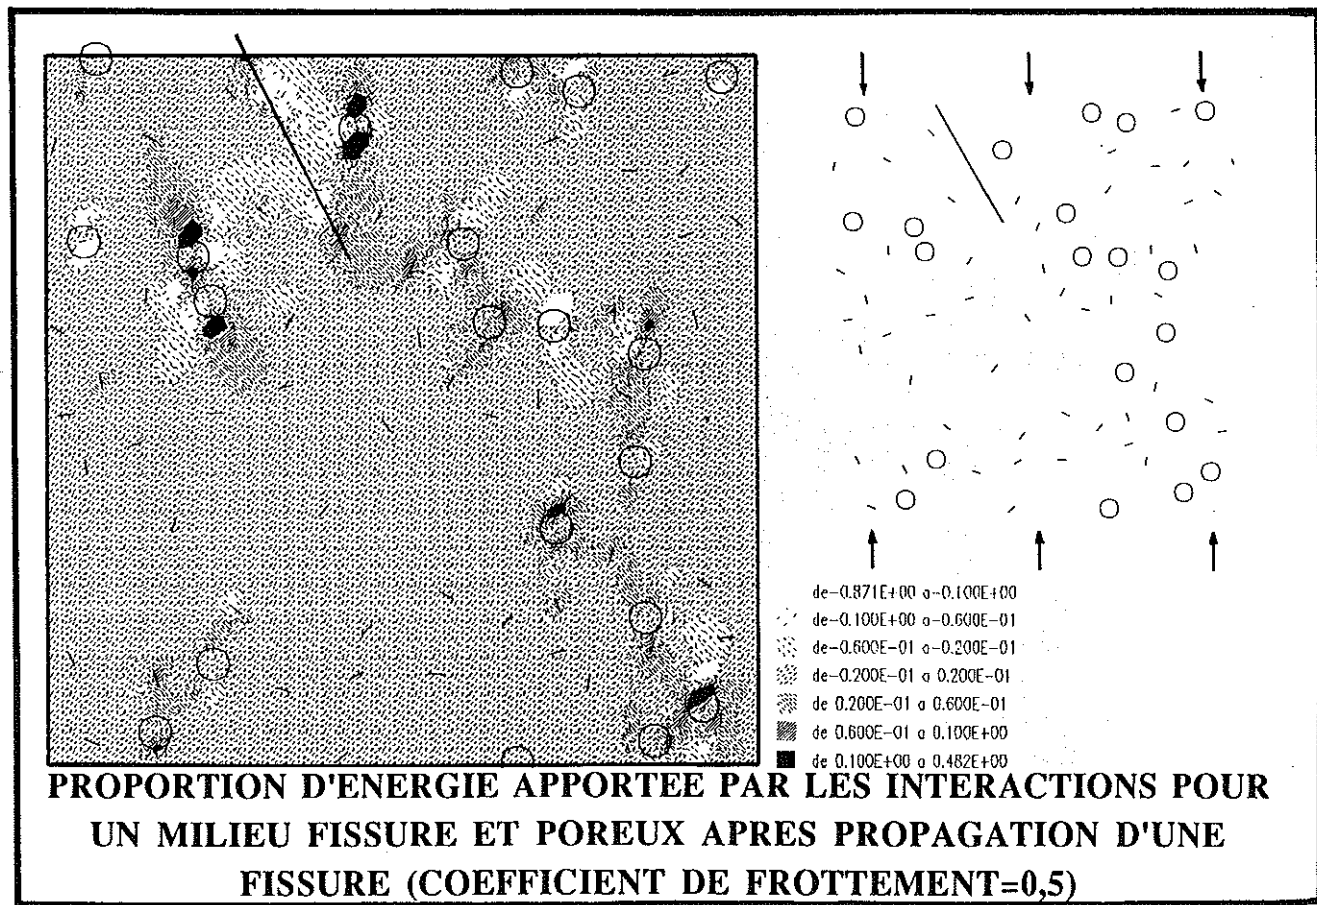 de-0.871E+00 a-0.100E+00
de-0.100E+00 a-0.600E-01
de-0.600E-01 a-0.200E-01
de-0.200E-01 a 0.200E-01
de 0.200E-01 a 0.600E-01
de 0.600E-01 a 0.100E+00
de 0.100E+00 a 0.482E+00
PROPORTION D'ENERGIE APPORTEE PAR LES INTERACTIONS POUR
UN MILIEU FISSURE ET POREUX APRES PROPAGATION D'UNE
FISSURE (COEFFICIENT DE FROTTEMENT=0,5)